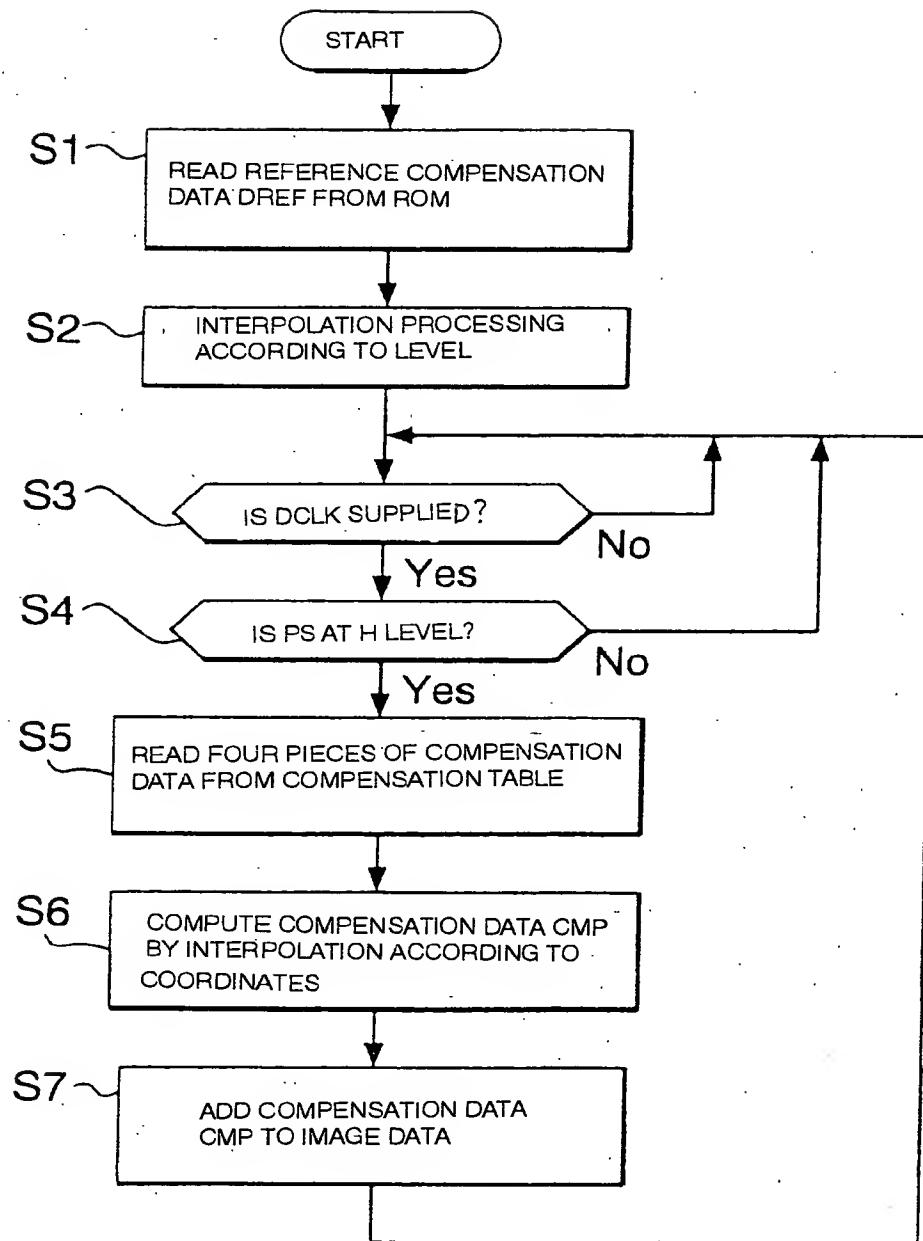 START
S1
READ REFERENCE COMPENSATION
DATA DREF FROM ROM
S2
INTERPOLATION PROCESSING
ACCORDING TO LEVEL
S3
IS DCLK SUPPLIED?
No
Yes
S4
IS PS AT H LEVEL?
No
Yes
S5
READ FOUR PIECES OF COMPENSATION
DATA FROM COMPENSATION TABLE
S6
COMPUTE COMPENSATION DATA CMP
BY INTERPOLATION ACCORDING TO
COORDINATES
S7
ADD COMPENSATION DATA
CMP TO IMAGE DATA